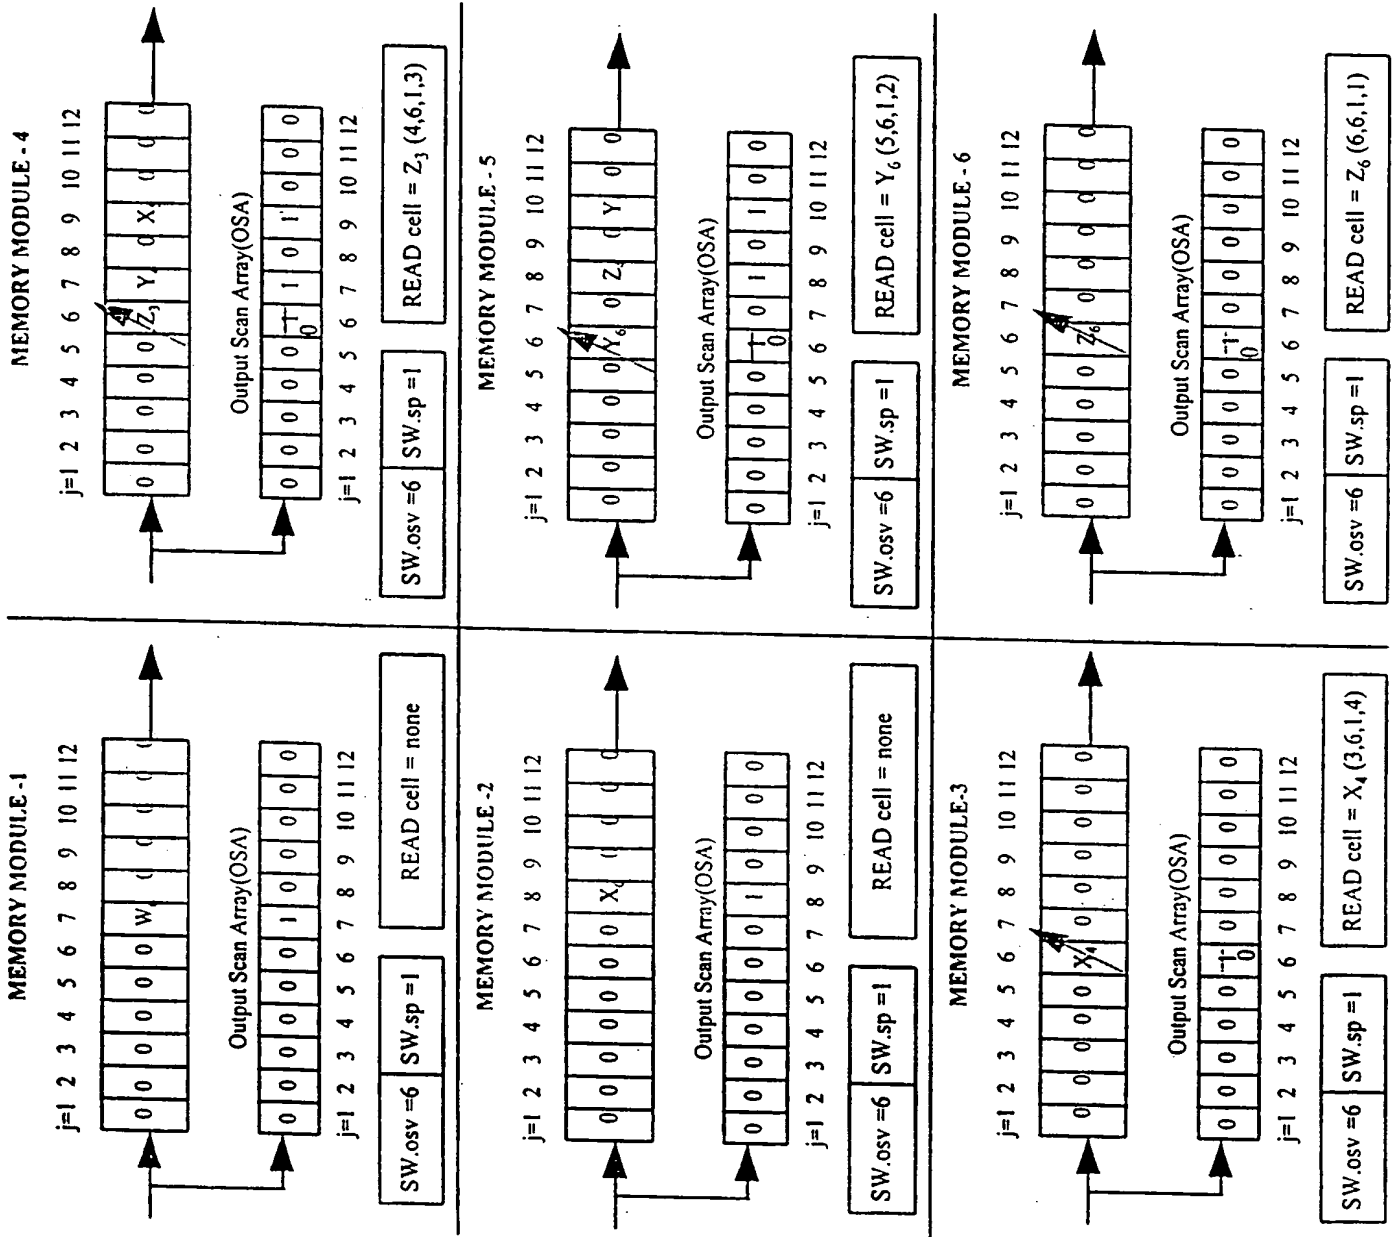 MEMORY MODULE -1
j=1 2 3 4 5 6 7 8 9 10 11 12
0 0 0 0 0 0 W
Output Scan Array(OSA)
0 0 0 0 0 0 1 0 0 0 0 0
j=1 2 3 4 5 6 7 8 9 10 11 12
SW.osv =6 SW.sp =1
READ cell = none
MEMORY MODULE -2
j=1 2 3 4 5 6 7 8 9 10 11 12
0 0 0 0 0 0 0 X
Output Scan Array(OSA)
0 0 0 0 0 0 0 1 0 0 0 0
j=1 2 3 4 5 6 7 8 9 10 11 12
SW.osv =6 SW.sp =1
READ cell = none
MEMORY MODULE-3
j=1 2 3 4 5 6 7 8 9 10 11 12
0 0 0 0 0 X₄ 0 0 0 0 0 0
Output Scan Array(OSA)
0 0 0 0 0 1 0 0 0 0 0 0
0
j=1 2 3 4 5 6 7 8 9 10 11 12
SW.osv =6 SW.sp =1
READ cell = X₄ (3,6,1,4)
MEMORY MODULE - 4
j=1 2 3 4 5 6 7 8 9 10 11 12
0 0 0 0 0 Z₃ Y 0 X 0 0 0
Output Scan Array(OSA)
0 0 0 0 0 1 1 0 1 0 0 0
0
j=1 2 3 4 5 6 7 8 9 10 11 12
SW.osv =6 SW.sp =1
READ cell = Z₃ (4,6,1,3)
MEMORY MODULE - 5
j=1 2 3 4 5 6 7 8 9 10 11 12
0 0 0 0 0 Y₆ 0 Z 0 Y 0 0
Output Scan Array(OSA)
0 0 0 0 0 1 0 1 0 1 0 0
0
j=1 2 3 4 5 6 7 8 9 10 11 12
SW.osv =6 SW.sp =1
READ cell = Y₆ (5,6,1,2)
MEMORY MODULE - 6
j=1 2 3 4 5 6 7 8 9 10 11 12
0 0 0 0 0 Z₆ 0 0 0 0 0 0
Output Scan Array(OSA)
0 0 0 0 0 1 0 0 0 0 0 0
0
j=1 2 3 4 5 6 7 8 9 10 11 12
SW.osv =6 SW.sp =1
READ cell = Z₆ (6,6,1,1)